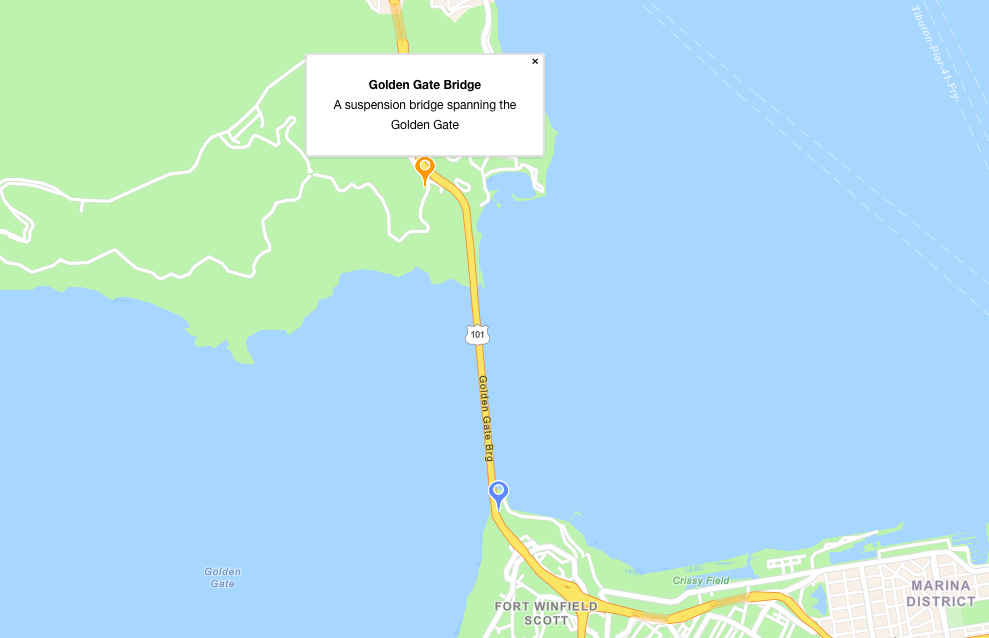 Tiburon-Pier 41 Fry
×
Golden Gate Bridge
A suspension bridge spanning the
Golden Gate
101
Golden Gate Brg
Golden
Gate
Crissy Field
MARINA
DISTRICT
FORT WINFIELD
SCOTT